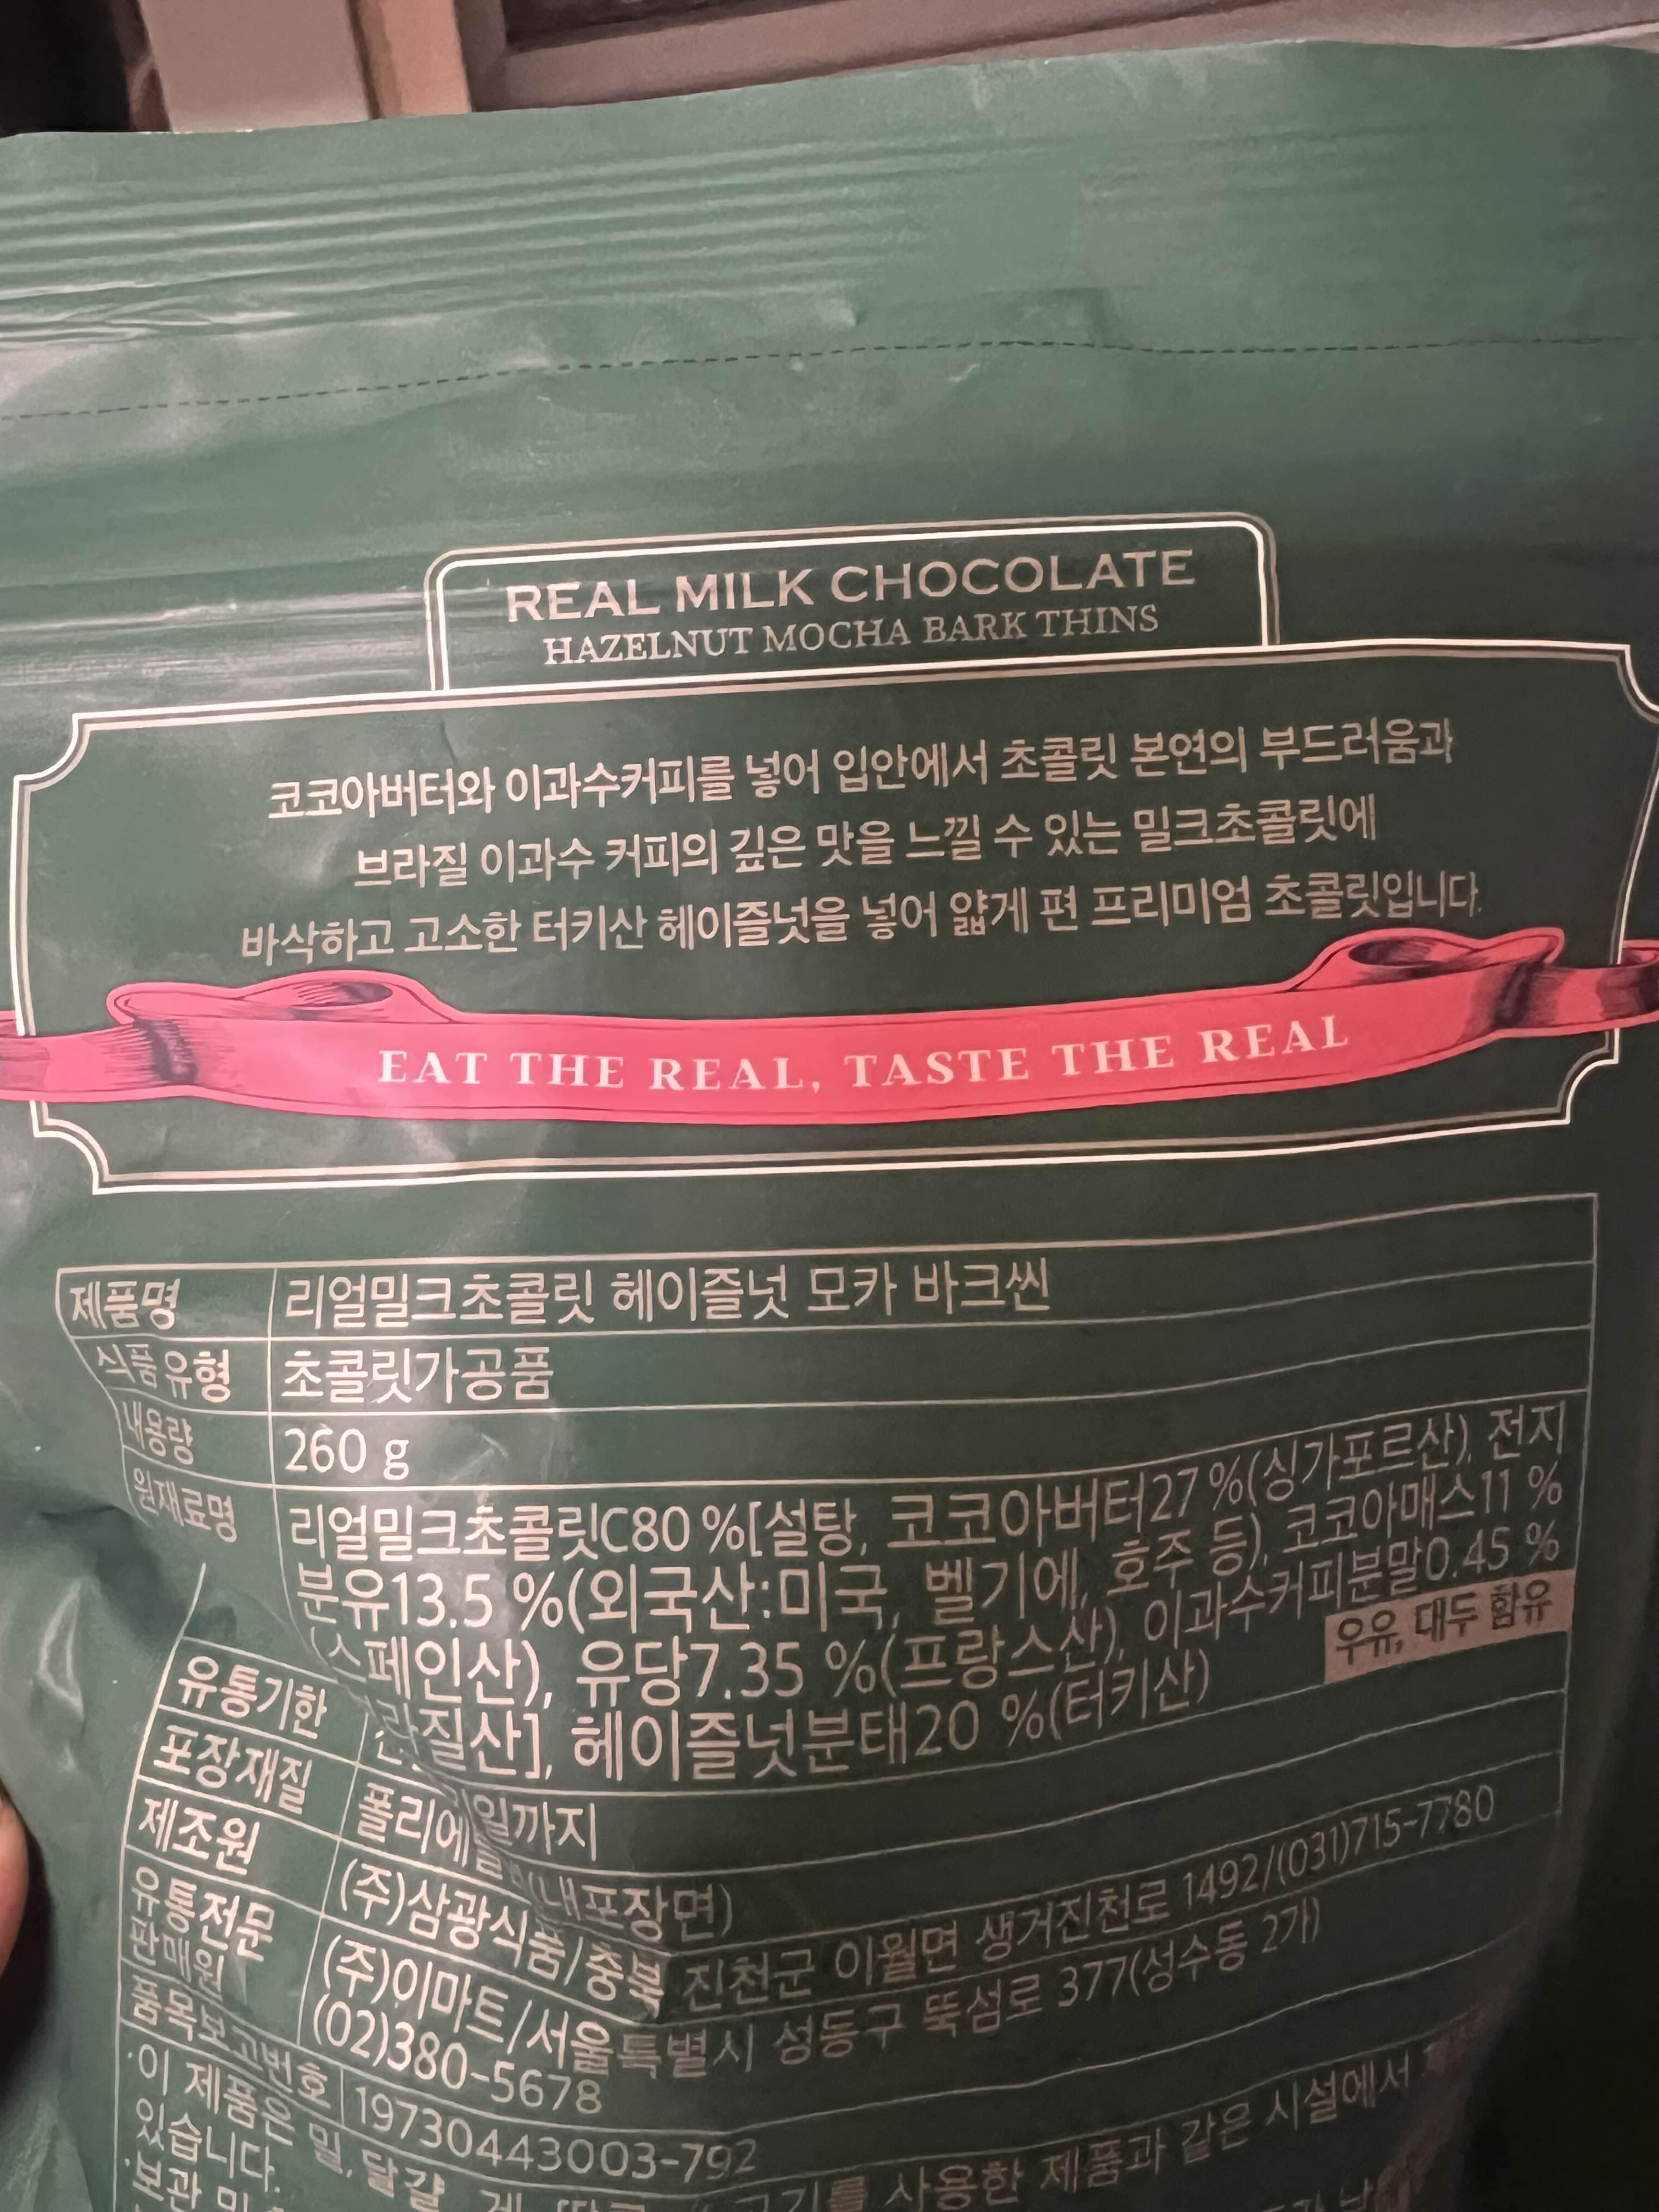 REAL MILK CHOCOLATE
HAZELNUT MOCHA BARK THINS
코코아버터와 이과수커피를 넣어 입안에서 초콜릿 본연의 부드러움과
브라질 이과수 커피의 깊은 맛을 느낄 수 있는 밀크초콜릿에
바삭하고 고소한 터키산 헤이즐넛을 넣어 얇게 편 프리미엄 초콜릿입니다.
EAT THE REAL, TASTE THE REAL
제품명 리얼밀크초콜릿 헤이즐넛 모카 바크씬
식품유형 초콜릿가공품
내용량 260 g
원재료명 리얼밀크초콜릿C80 %[설탕, 코코아버터27 %(싱가포르산), 전지
분유13.5 %(외국산:미국, 벨기에, 호주 등), 코코아매스11 %
(스페인산), 유당7.35 %(프랑스산), 이과수커피분말0.45 %
헤이즐넛분태20 %(터키산) 우유, 대두 함유
유통기한 일까지
포장재질 (내포장면)
제조원 (주)삼광식품/충북 진천군 이월면 생거진천로 1492/(031)715-7780
유통전문 (주)이마트/서울특별시 성동구 뚝섬로 377(성수동 2가)
판매원 (02)380-5678
품목보고번호 19730443003-792
·이 제품은 밀, 달걀, 게, 사용한 제품과 같은 시설에서
있습니다.
·보관 및